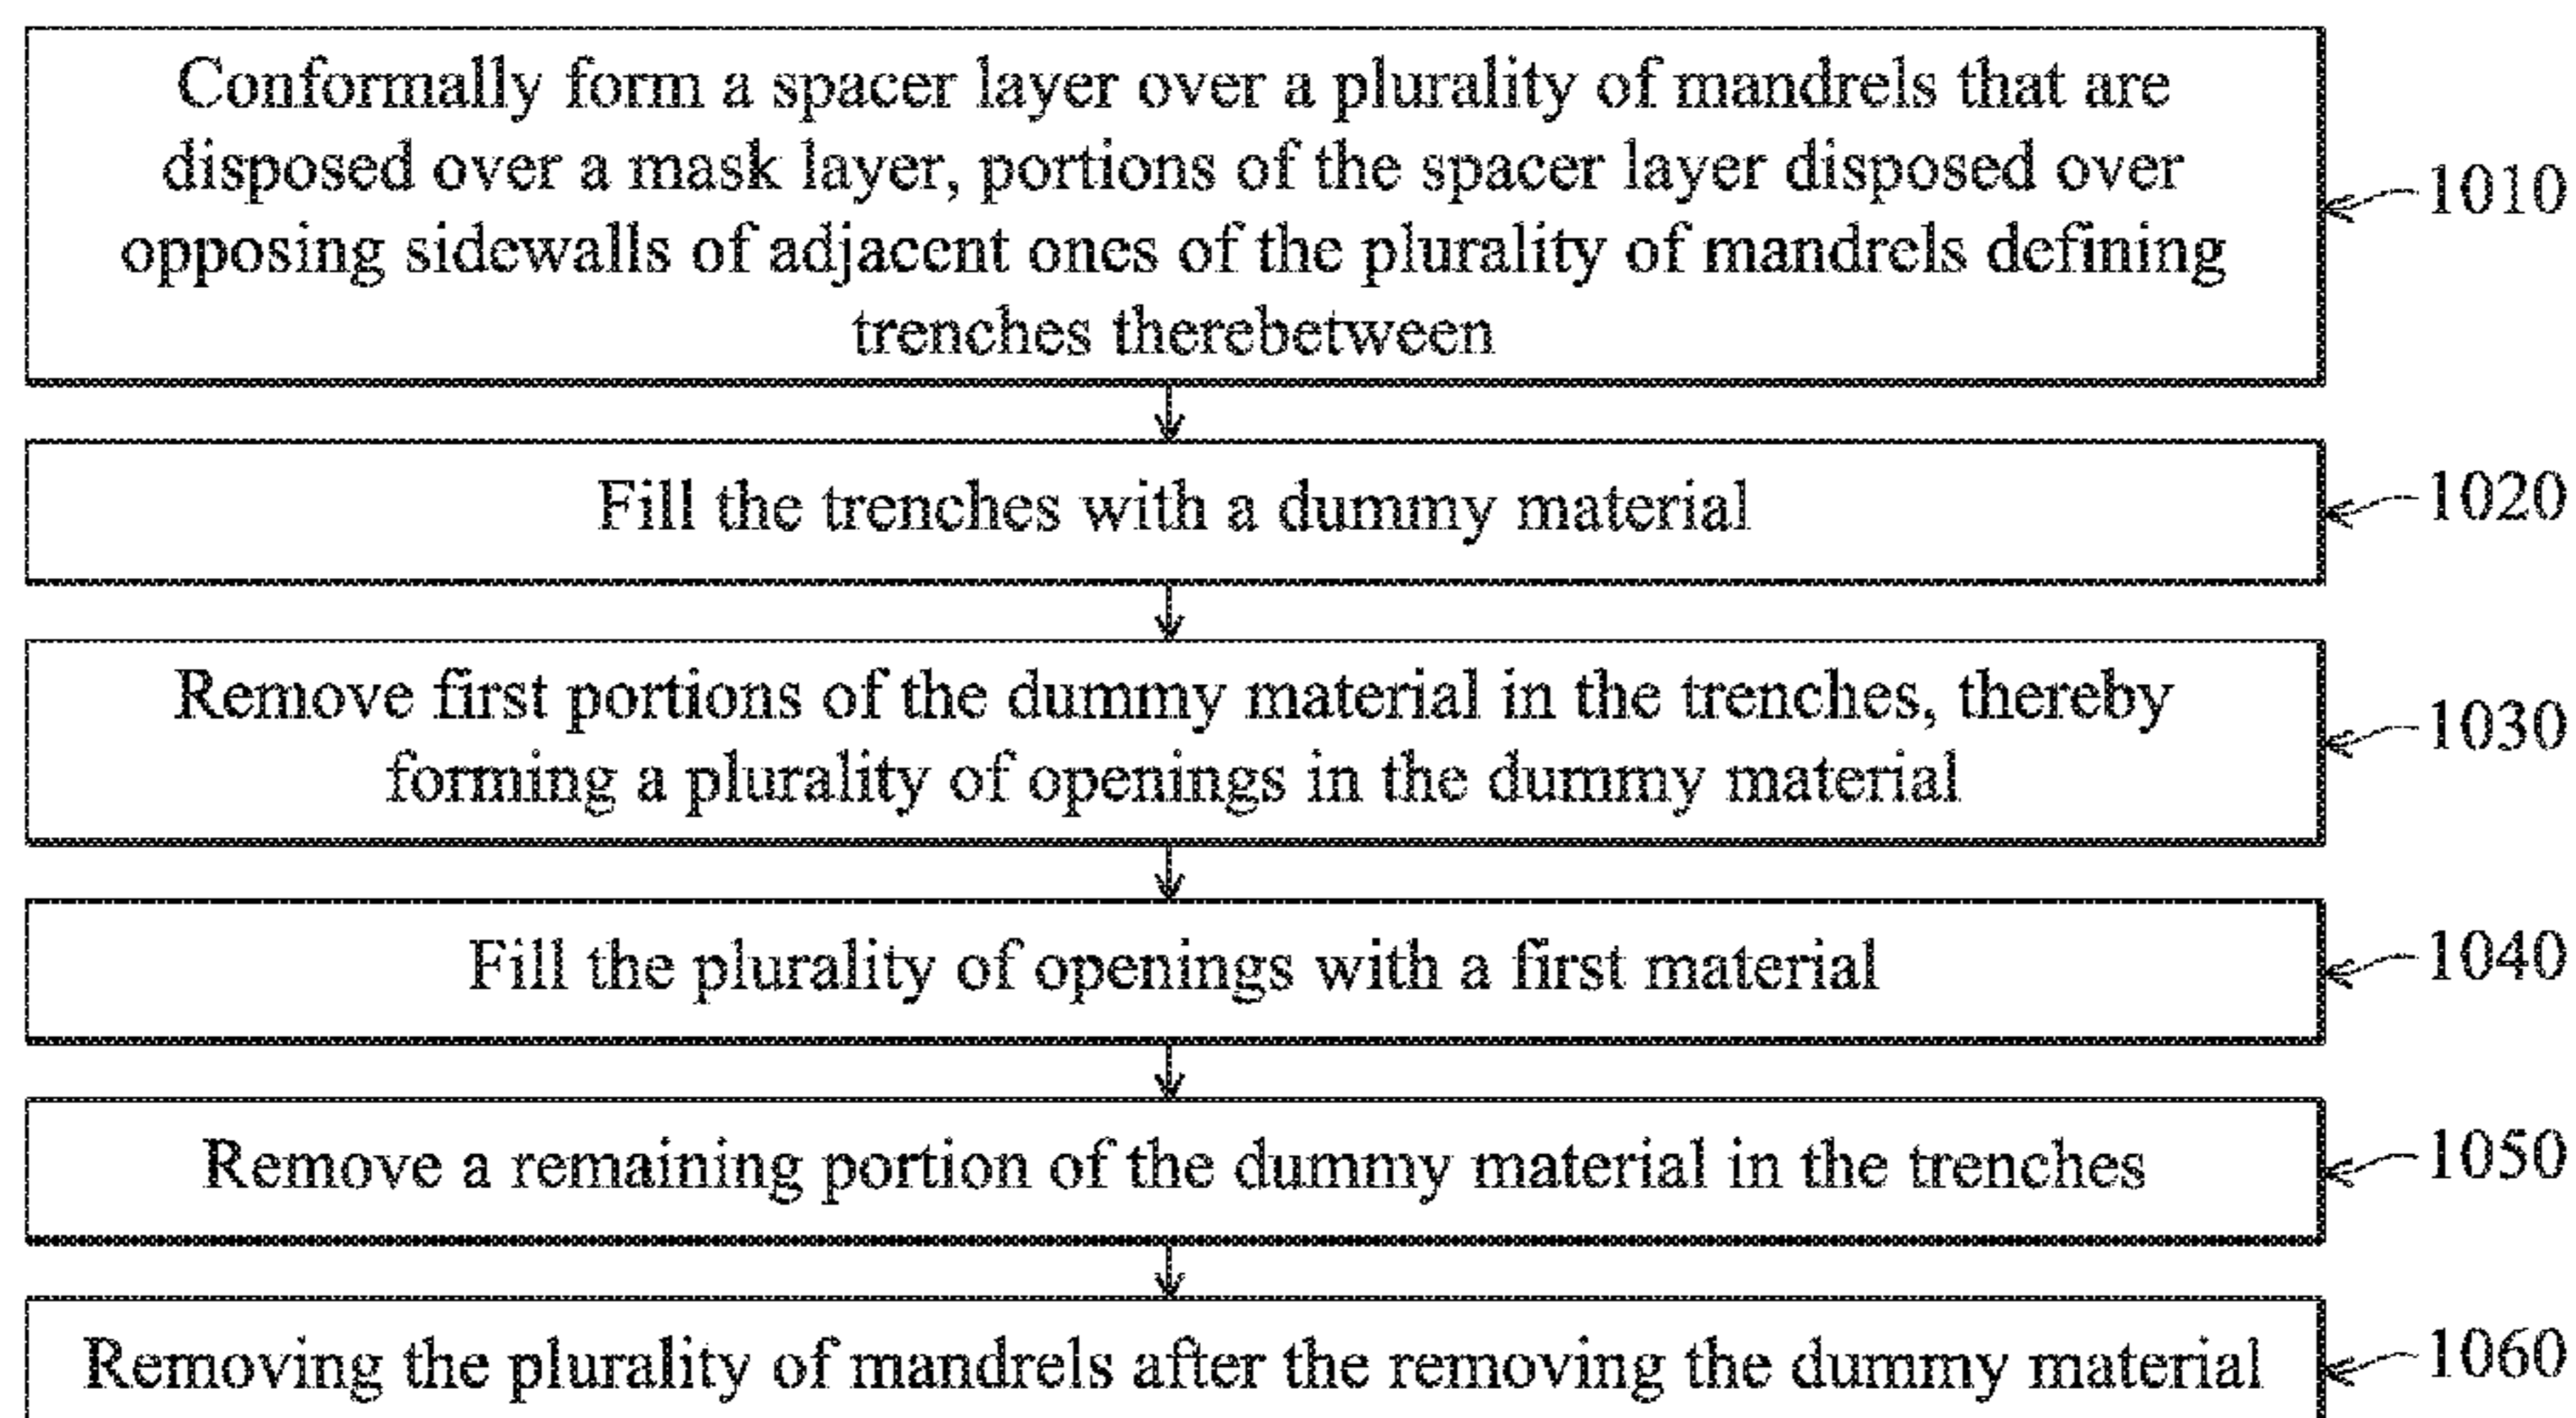 Conformally form a spacer layer over a plurality of mandrels that are
disposed over a mask layer, portions of the spacer layer disposed over
opposing sidewalls of adjacent ones of the plurality of mandrels defining
trenches therebetween
1010
Fill the trenches with a dummy material
1020
Remove first portions of the dummy material in the trenches, thereby
forming a plurality of openings in the dummy material
1030
Fill the plurality of openings with a first material
1040
Remove a remaining portion of the dummy material in the trenches
1050
Removing the plurality of mandrels after the removing the dummy material
1060